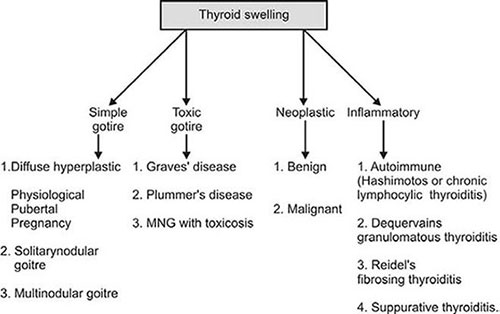 Thyroid swelling
Simple
gotire
Toxic
gotire
Neoplastic
Inflammatory
1.Diffuse hyperplastic
Physiological
Pubertal
Pregnancy
2. Solitarynodular
goitre
3. Multinodular goitre
1. Graves' disease
2. Plummer's disease
3. MNG with toxicosis
1. Benign
2. Malignant
1. Autoimmune
(Hashimotos or chronic
lymphocylic thyroiditis)
2. Dequervains
granulomatous thyroiditis
3. Reidel's
fibrosing thyroiditis
4. Suppurative thyroiditis.